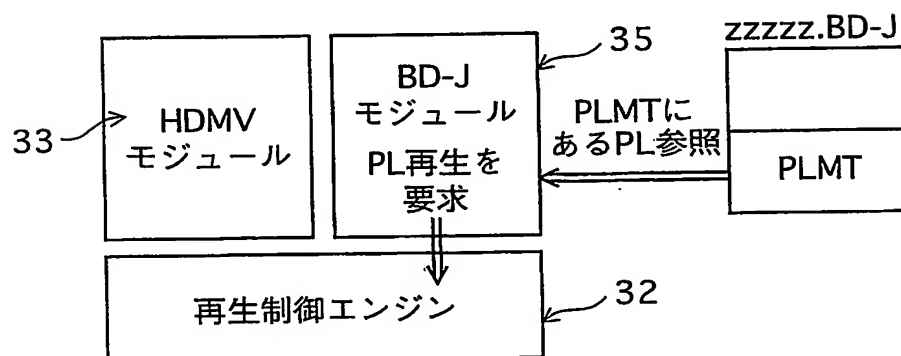 zzzzz.BD-J
35
33
HDMV
モジュール
BD-J
モジュール
PL再生を
要求
PLMTに
あるPL参照
PLMT
再生制御エンジン
32